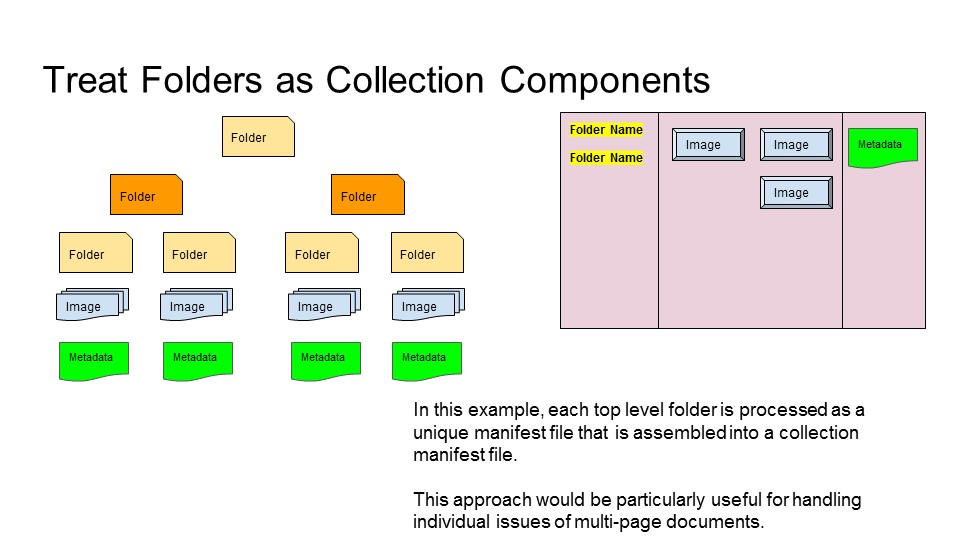 Treat Folders as Collection Components
Folder
Folder
Folder
Folder
Folder
Folder
Folder
Image
Image
Image
Image
Metadata
Metadata
Metadata
Metadata
Folder Name
Folder Name
Image
Image
Image
Metadata
In this example, each top level folder is processed as a
unique manifest file that is assembled into a collection
manifest file.
This approach would be particularly useful for handling
individual issues of multi-page documents.